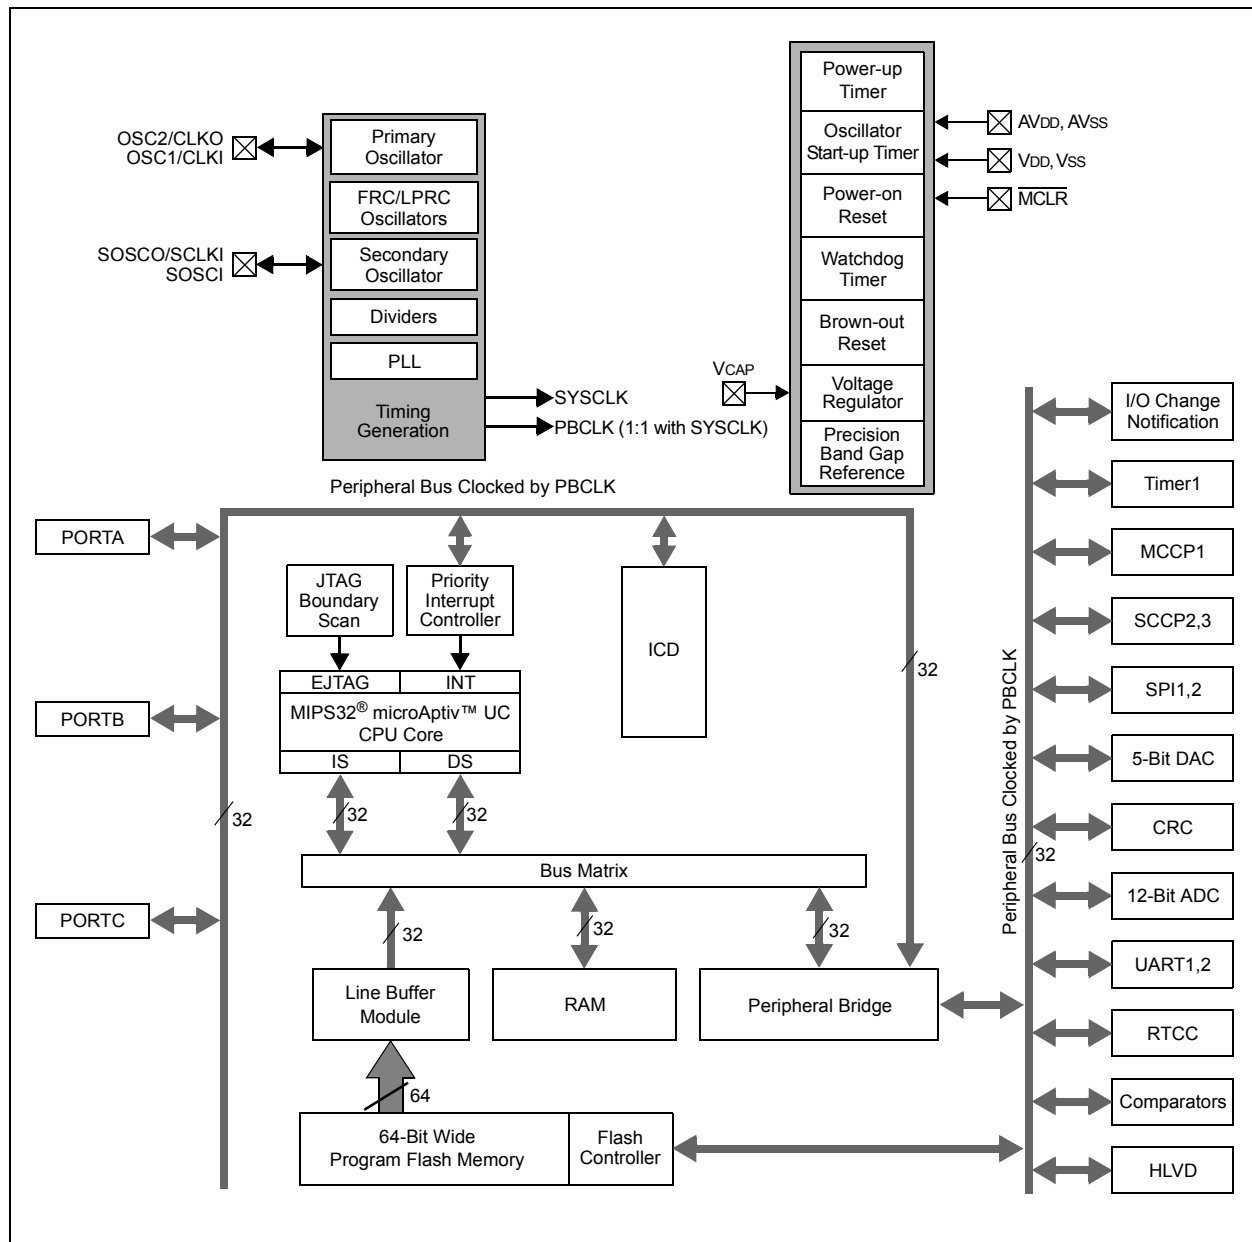 OSC2/CLKO
OSC1/CLKI
SOSCO/SCLKI
SOSCI
Primary
Oscillator
FRC/LPRC
Oscillators
Secondary
Oscillator
Dividers
PLL
Timing
Generation
SYSCLK
PBCLK (1:1 with SYSCLK)
Power-up
Timer
Oscillator
Start-up Timer
Power-on
Reset
Watchdog
Timer
Brown-out
Reset
Voltage
Regulator
Precision
Band Gap
Reference
AVDD, AVSS
VDD, VSS
MCLR
VCAP
Peripheral Bus Clocked by PBCLK
PORTA
PORTB
PORTC
32
JTAG
Boundary
Scan
Priority
Interrupt
Controller
ICD
32
EJTAG
INT
MIPS32® microAptiv™ UC
CPU Core
IS
DS
32
32
Bus Matrix
32
32
32
Line Buffer
Module
RAM
Peripheral Bridge
64
64-Bit Wide
Program Flash Memory
Flash
Controller
Peripheral Bus Clocked by PBCLK
32
I/O Change
Notification
Timer1
MCCP1
SCCP2,3
SPI1,2
5-Bit DAC
CRC
12-Bit ADC
UART1,2
RTCC
Comparators
HLVD